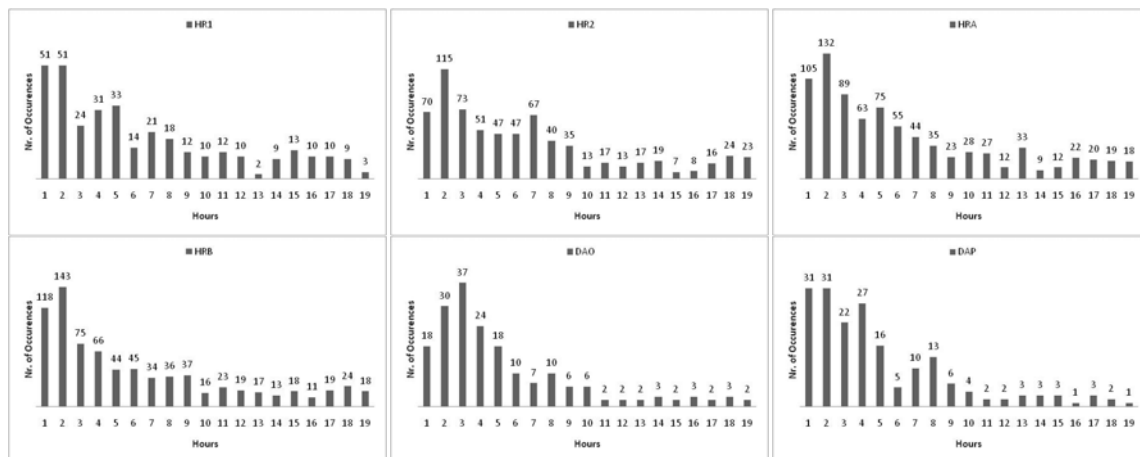 HR1
51 51 24 31 33 14 21 18 12 10 12 10 2 9 13 10 10 9 3
Nr. of Occurences
1 2 3 4 5 6 7 8 9 10 11 12 13 14 15 16 17 18 19
Hours
HR2
70 115 73 51 47 47 67 40 35 13 17 13 17 19 7 8 16 24 23
Nr. of Occurences
1 2 3 4 5 6 7 8 9 10 11 12 13 14 15 16 17 18 19
Hours
HRA
105 132 89 63 75 55 44 35 23 28 27 12 33 9 12 22 20 19 18
Nr. of Occurences
1 2 3 4 5 6 7 8 9 10 11 12 13 14 15 16 17 18 19
Hours
HRB
118 143 75 66 44 45 34 36 37 16 23 19 17 13 18 11 19 24 18
Nr. of Occurences
1 2 3 4 5 6 7 8 9 10 11 12 13 14 15 16 17 18 19
Hours
DAO
18 30 37 24 18 10 7 10 6 6 2 2 2 3 2 3 2 3 2
Nr. of Occurences
1 2 3 4 5 6 7 8 9 10 11 12 13 14 15 16 17 18 19
Hours
DAP
31 31 22 27 16 5 10 13 6 4 2 2 3 3 3 1 3 2 1
Nr. of Occurences
1 2 3 4 5 6 7 8 9 10 11 12 13 14 15 16 17 18 19
Hours